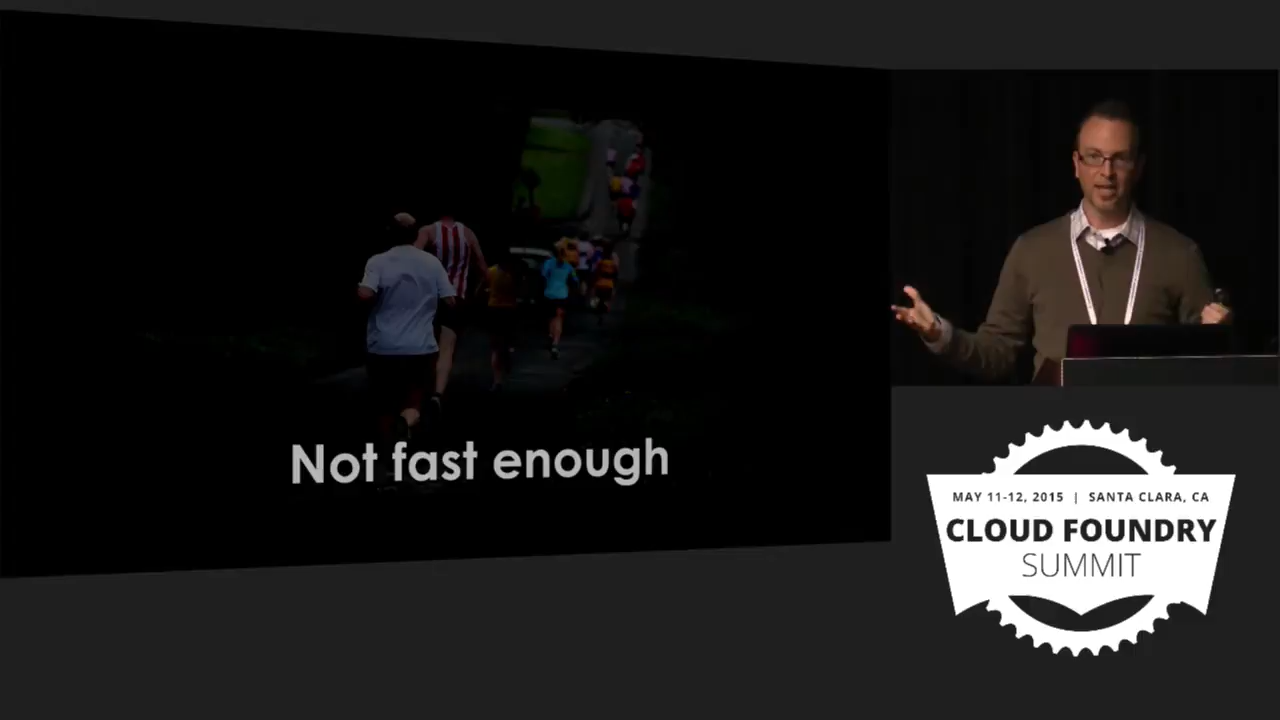 Not fast enough
MAY 11-12, 2015 | SANTA CLARA, CA
CLOUD FOUNDRY
SUMMIT